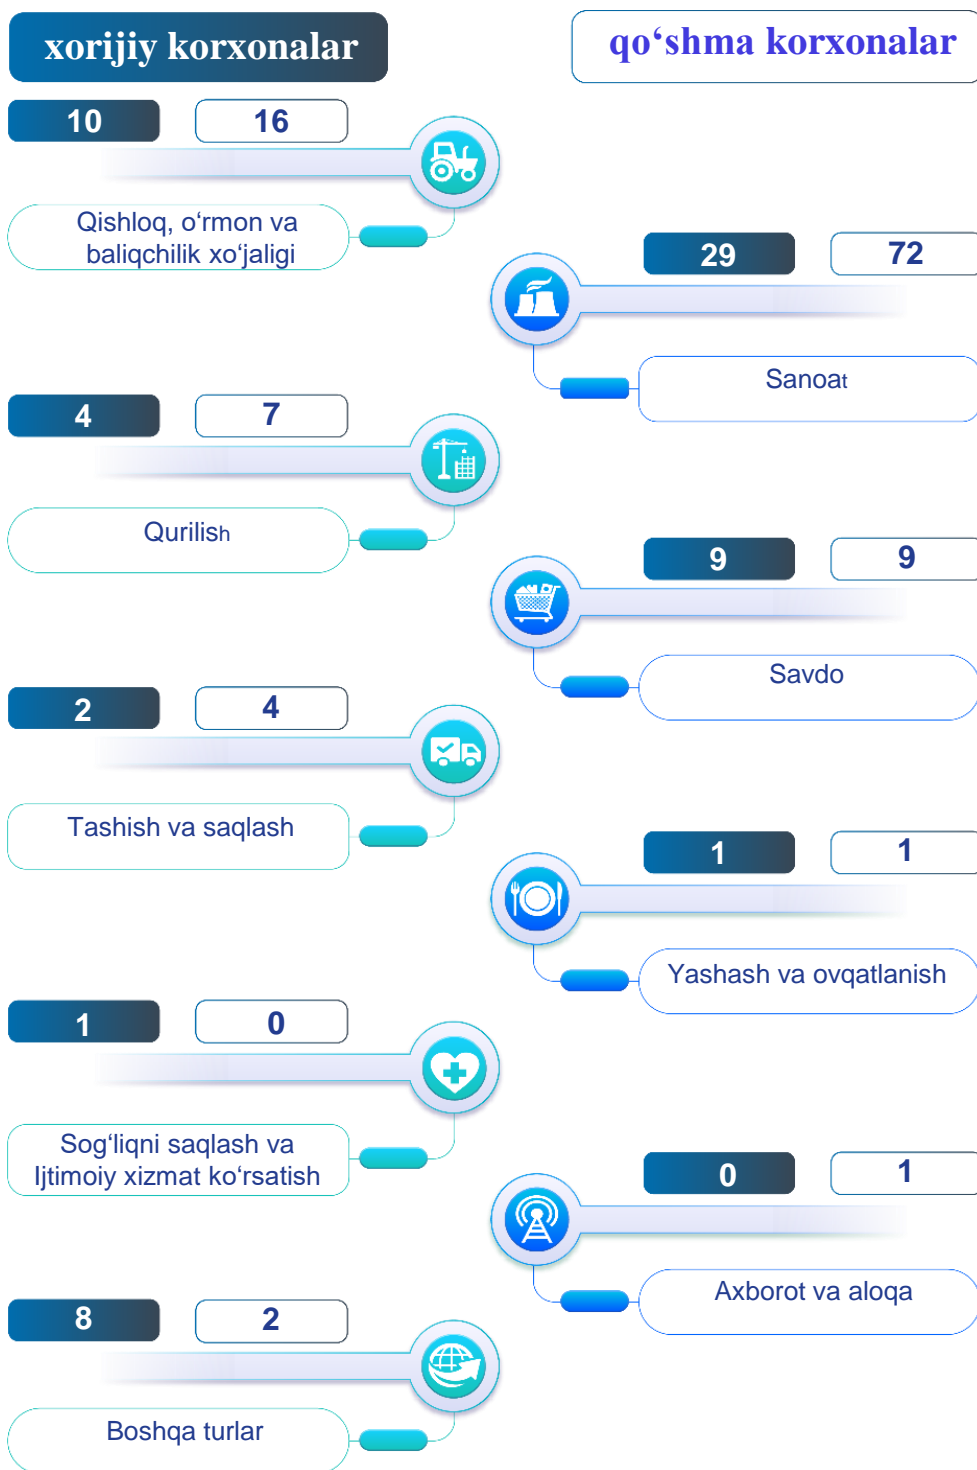 xorijiy korxonalar
qo‘shma korxonalar
10 16
Qishloq, o‘rmon va
baliqchilik xo‘jaligi
29 72
Sanoat
4 7
Qurilish
9 9
Savdo
2 4
Tashish va saqlash
1 1
Yashash va ovqatlanish
1 0
Sog‘liqni saqlash va
Ijtimoiy xizmat ko‘rsatish
0 1
Axborot va aloqa
8 2
Boshqa turlar